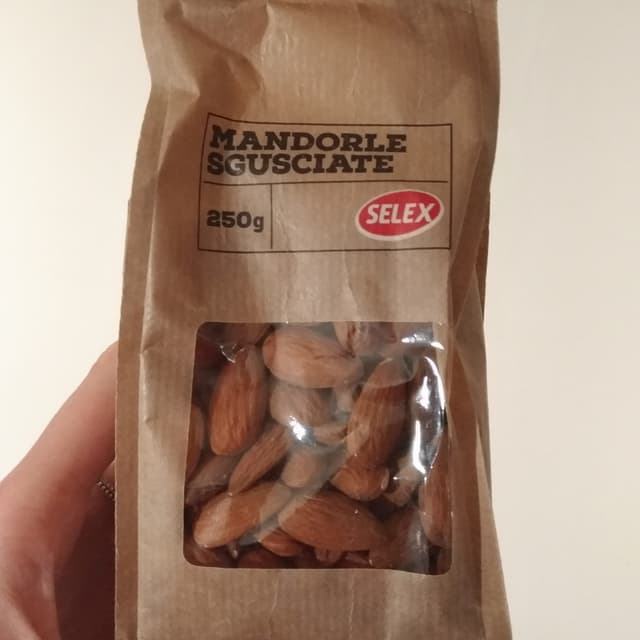 MANDORLE
SGUSCIATE
250g
SELEX